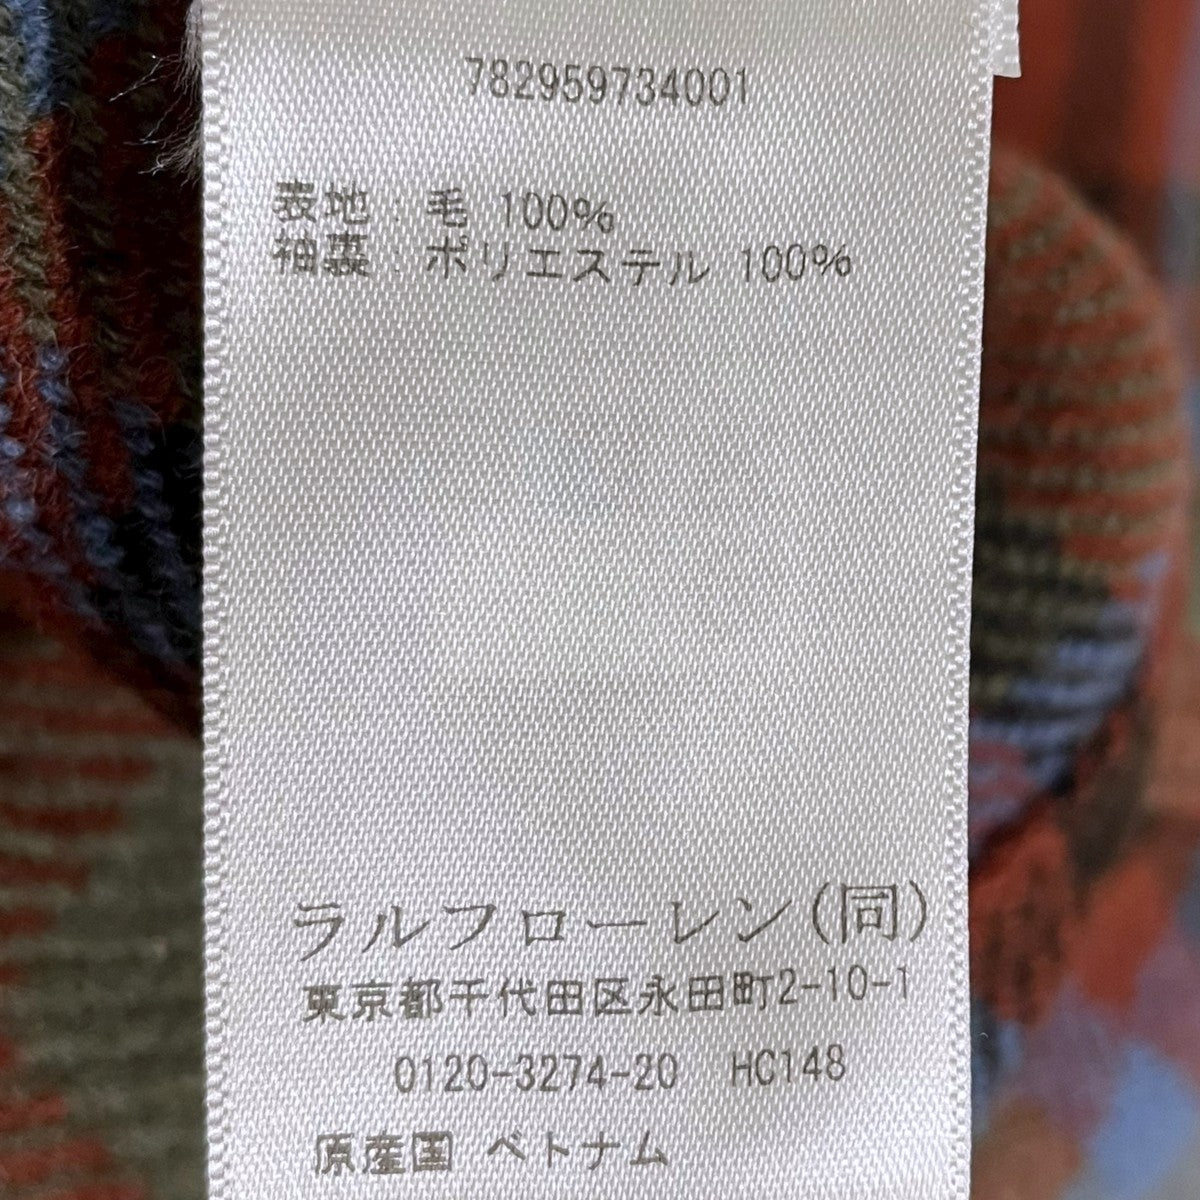 782959734001
表地：毛 100%
袖裏：ポリエステル 100%
ラルフローレン(同)
東京都千代田区永田町2-10-1
0120-3274-20 HC148
原産国 ベトナム